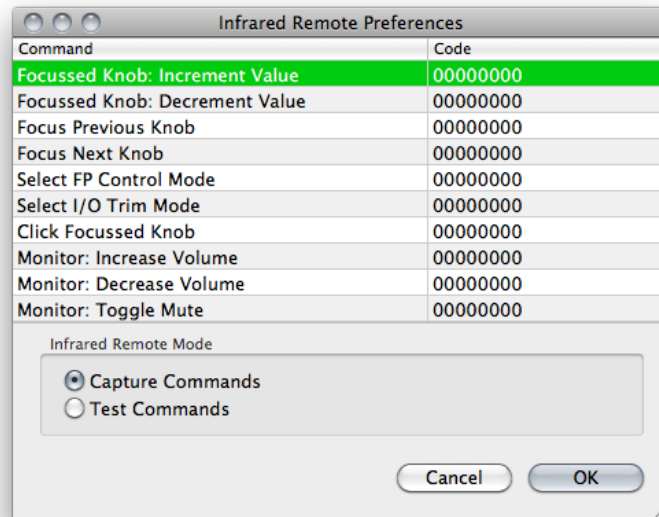 Infrared Remote Preferences
Command Code
Focussed Knob: Increment Value 00000000
Focussed Knob: Decrement Value 00000000
Focus Previous Knob 00000000
Focus Next Knob 00000000
Select FP Control Mode 00000000
Select I/O Trim Mode 00000000
Click Focussed Knob 00000000
Monitor: Increase Volume 00000000
Monitor: Decrease Volume 00000000
Monitor: Toggle Mute 00000000
Infrared Remote Mode
Capture Commands
Test Commands
Cancel OK